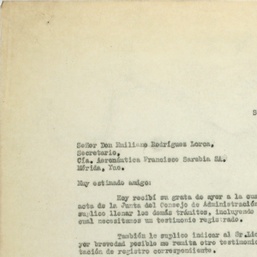 Señor Don Emiliano Rodríguez Lorca,
Secretario,
Cía. Aeronáutica Francisco Sarabia SA.
Mérida, Yuc.
Muy estimado amigo:
Hoy recibí su grata de ayer a la cua
acta de la Junta del Consejo de Administración
suplico llenar los demás trámites, incluyendo
cual necesitamos un testimonio registrado.
También le suplico indicar al Sr. Lic
por brevedad posible me remita otro testimoni
tación de registro correspondiente.